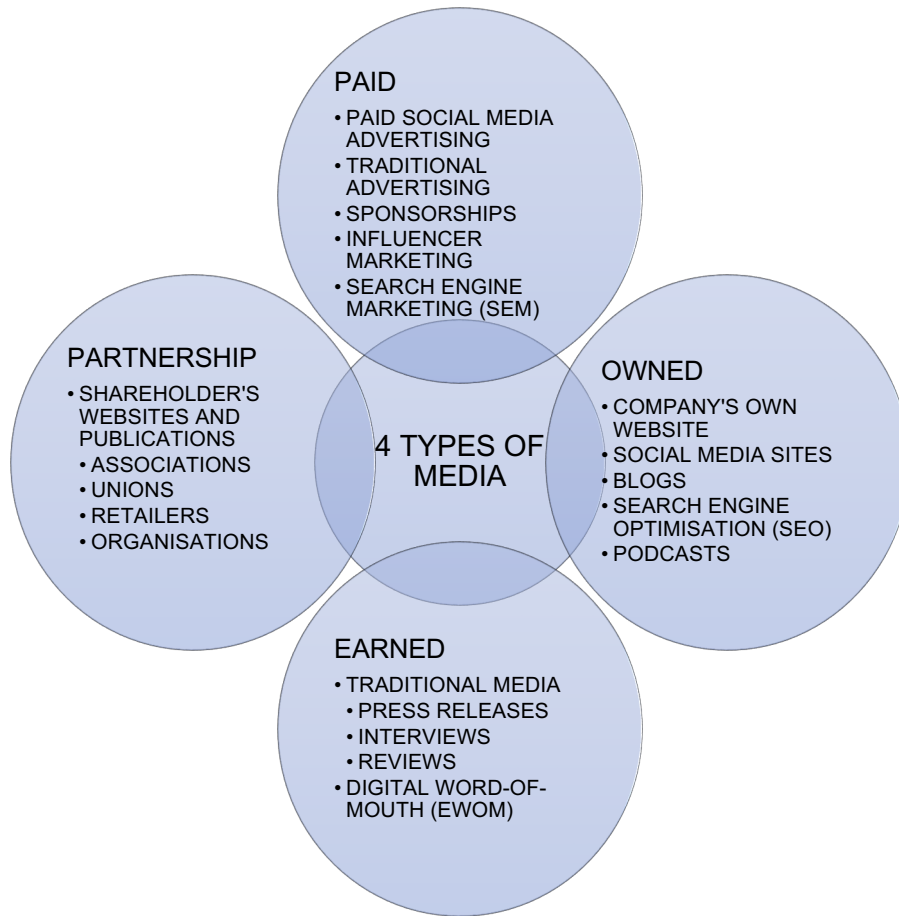 PAID
• PAID SOCIAL MEDIA
ADVERTISING
• TRADITIONAL
ADVERTISING
• SPONSORSHIPS
• INFLUENCER
MARKETING
• SEARCH ENGINE
MARKETING (SEM)
PARTNERSHIP
• SHAREHOLDER'S
WEBSITES AND
PUBLICATIONS
• ASSOCIATIONS
• UNIONS
• RETAILERS
• ORGANISATIONS
4 TYPES OF
MEDIA
OWNED
• COMPANY'S OWN
WEBSITE
• SOCIAL MEDIA SITES
• BLOGS
• SEARCH ENGINE
OPTIMISATION (SEO)
• PODCASTS
EARNED
• TRADITIONAL MEDIA
• PRESS RELEASES
• INTERVIEWS
• REVIEWS
• DIGITAL WORD-OF-
MOUTH (EWOM)